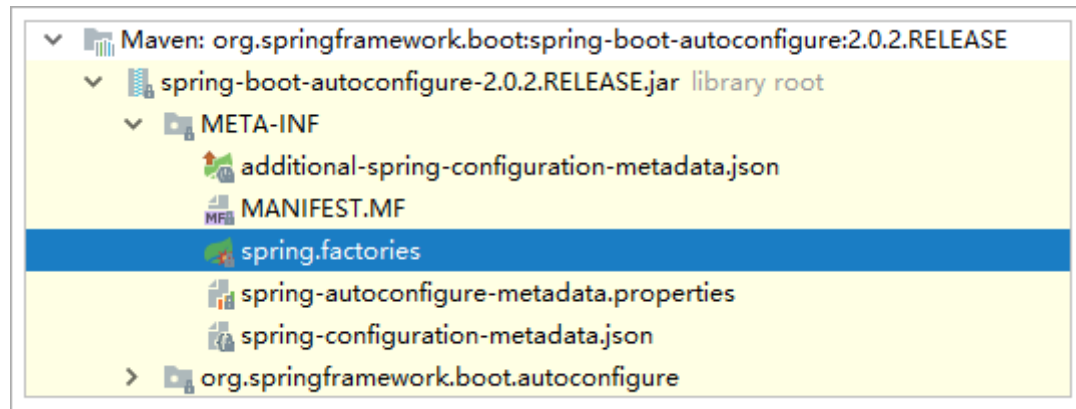 Maven: org.springframework.boot:spring-boot-autoconfigure:2.0.2.RELEASE
spring-boot-autoconfigure-2.0.2.RELEASE.jar library root
META-INF
additional-spring-configuration-metadata.json
MF MANIFEST.MF
spring.factories
spring-autoconfigure-metadata.properties
spring-configuration-metadata.json
org.springframework.boot.autoconfigure